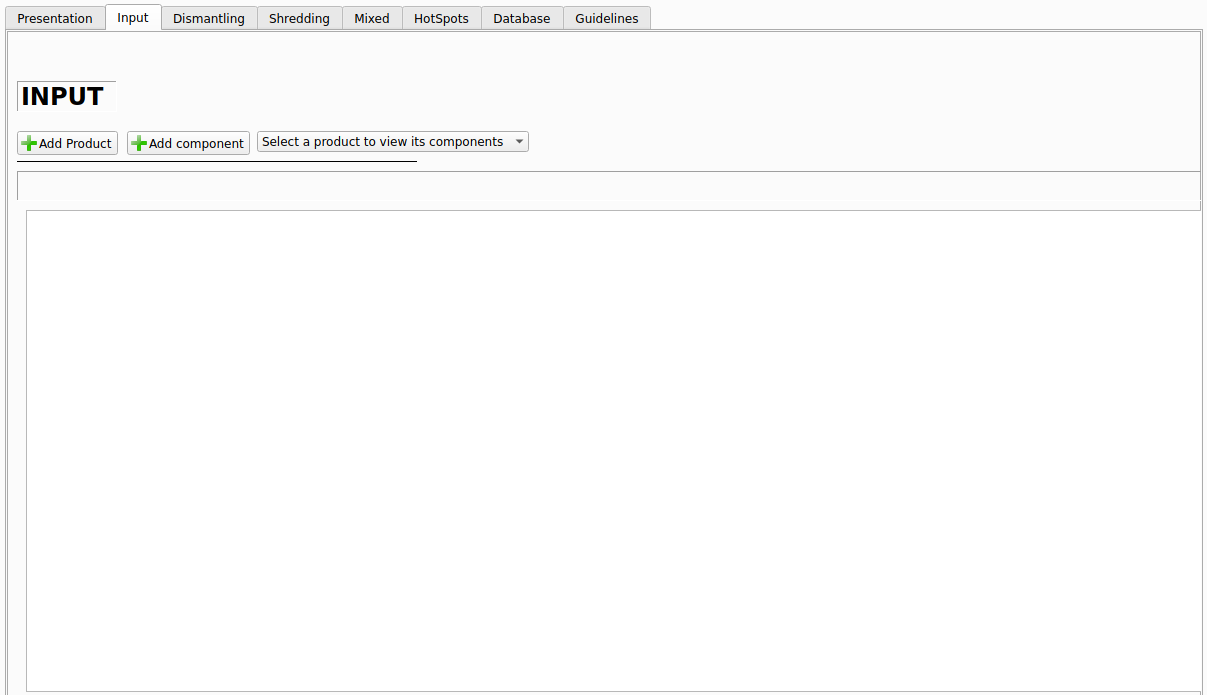 Presentation Input Dismantling Shredding Mixed HotSpots Database Guidelines
INPUT
Add Product Add component Select a product to view its components